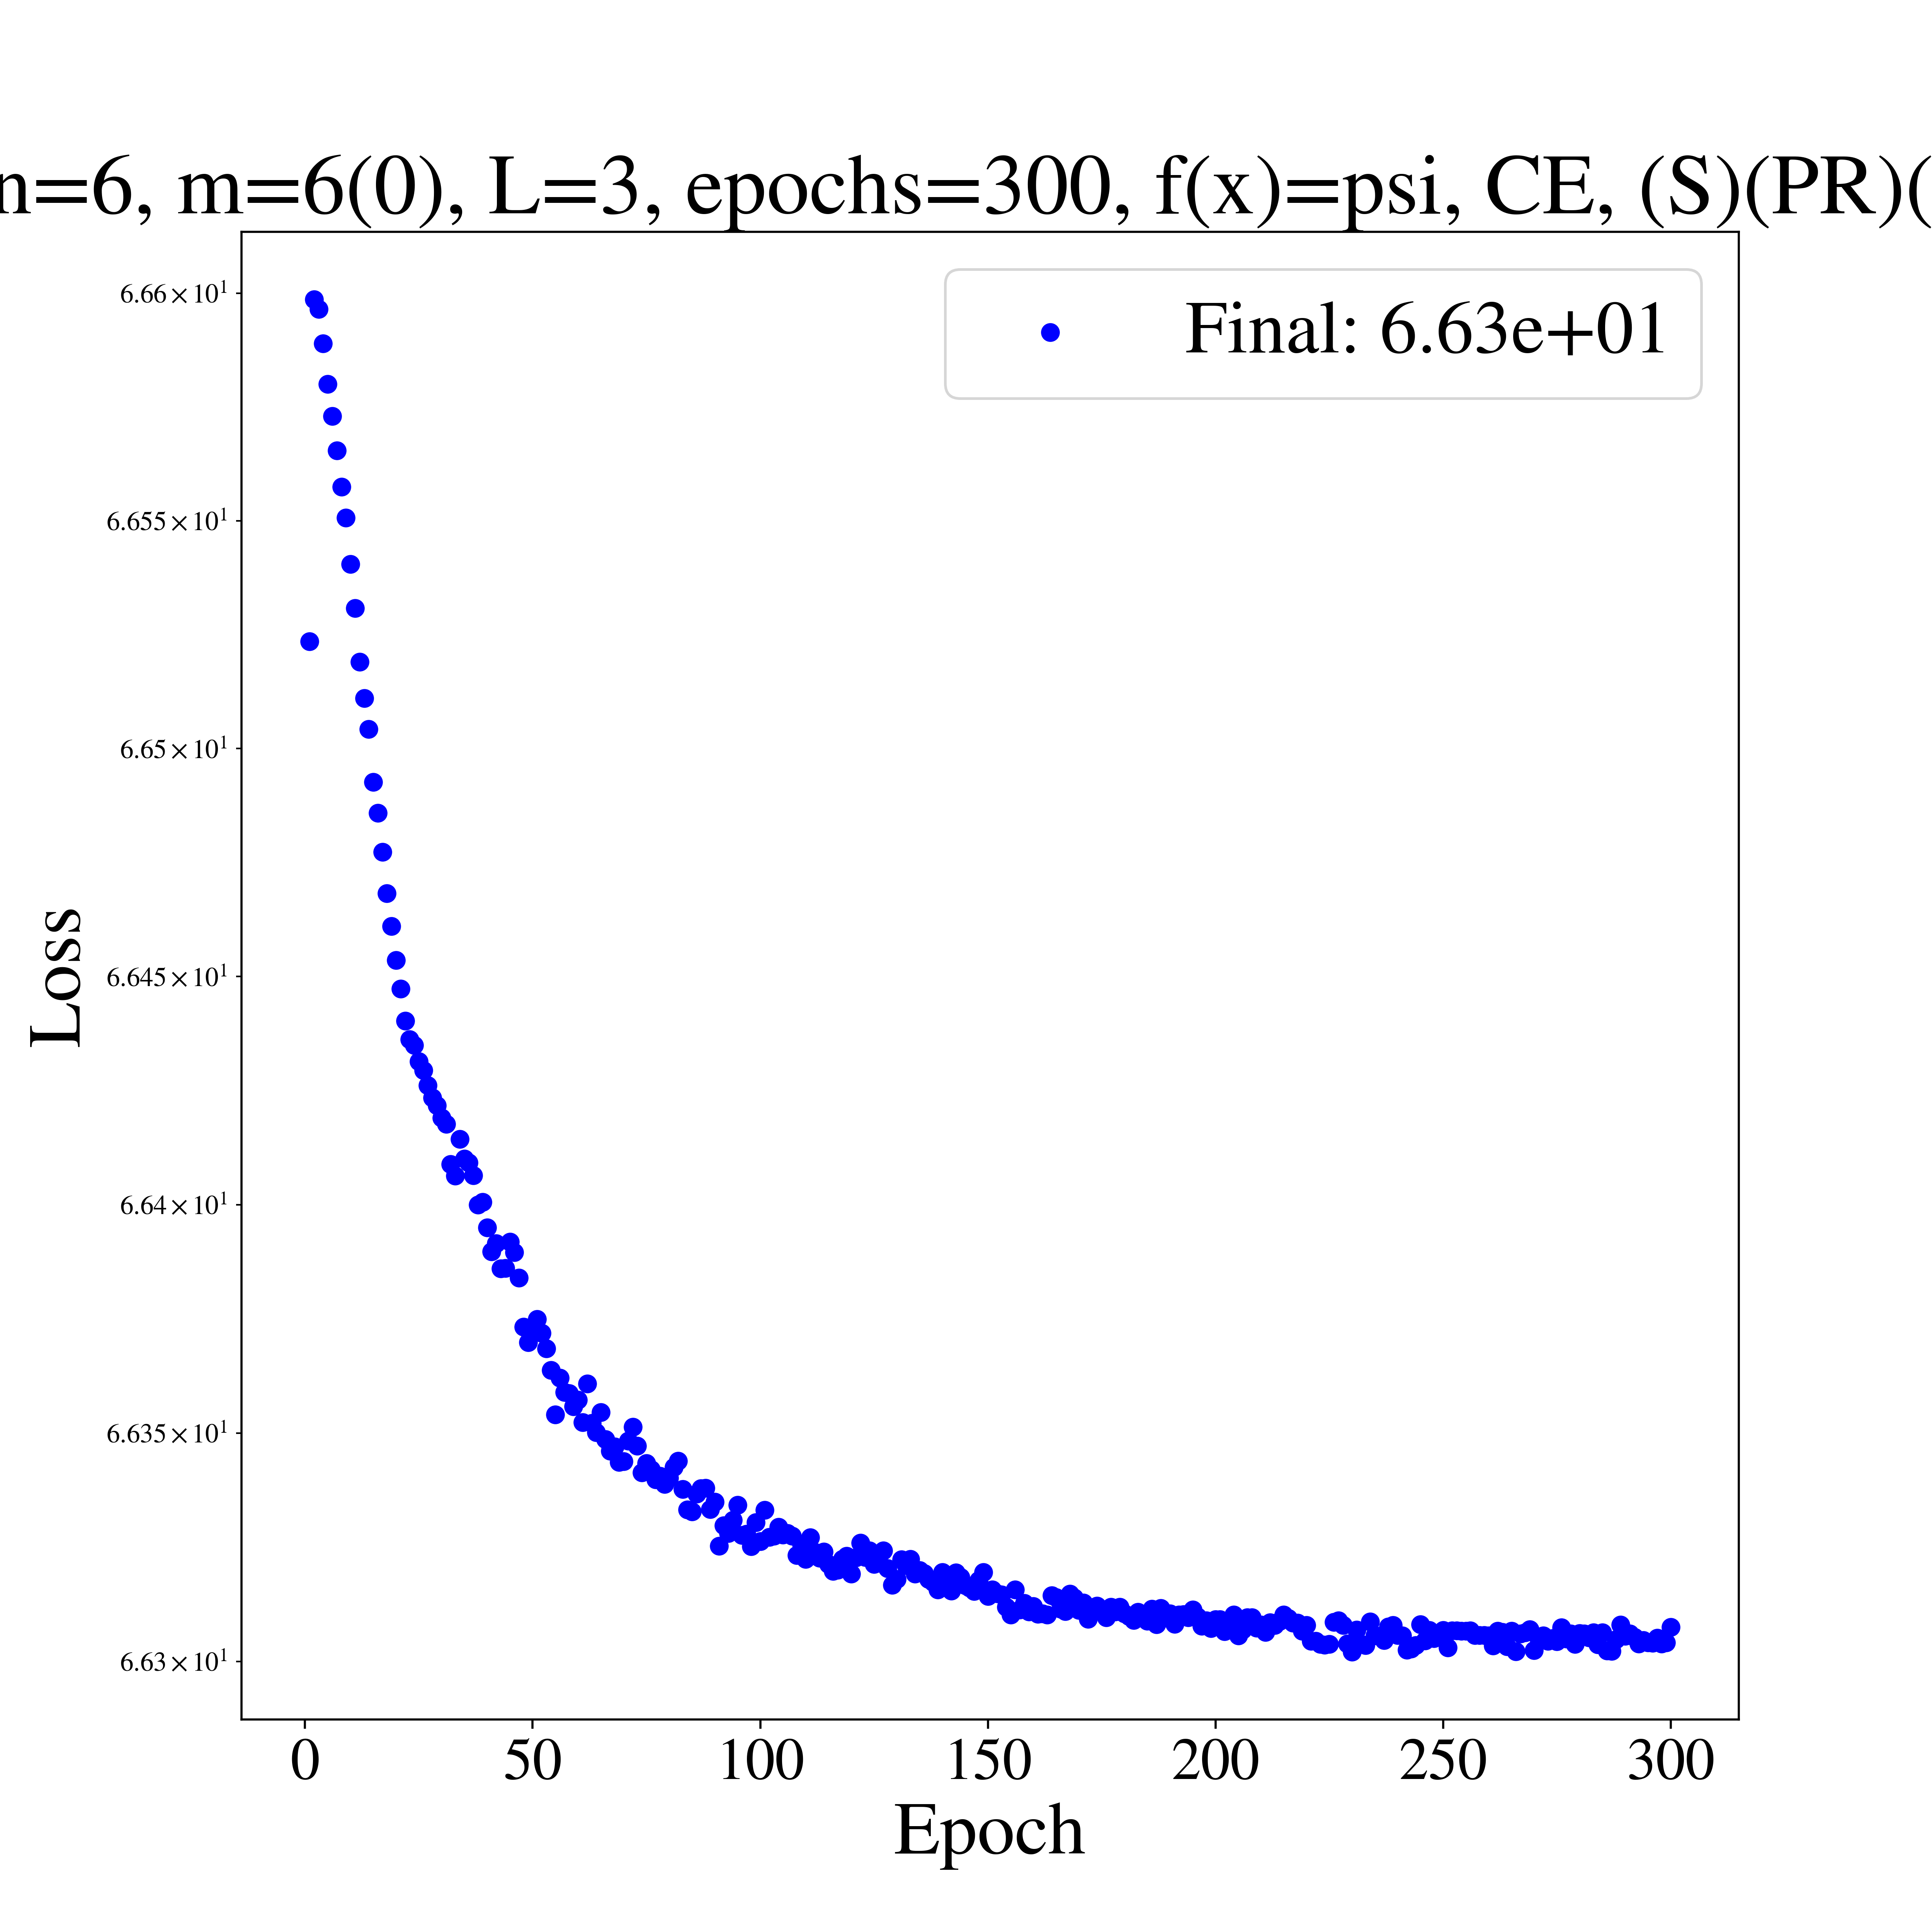 n=6, m=6(0), L=3, epochs=300, f(x)=psi, CE, (S)(PR)(
Final: 6.63e+01
6.66×10¹
6.655×10¹
6.65×10¹
6.645×10¹
6.64×10¹
6.635×10¹
6.63×10¹
Loss
0 50 100 150 200 250 300
Epoch